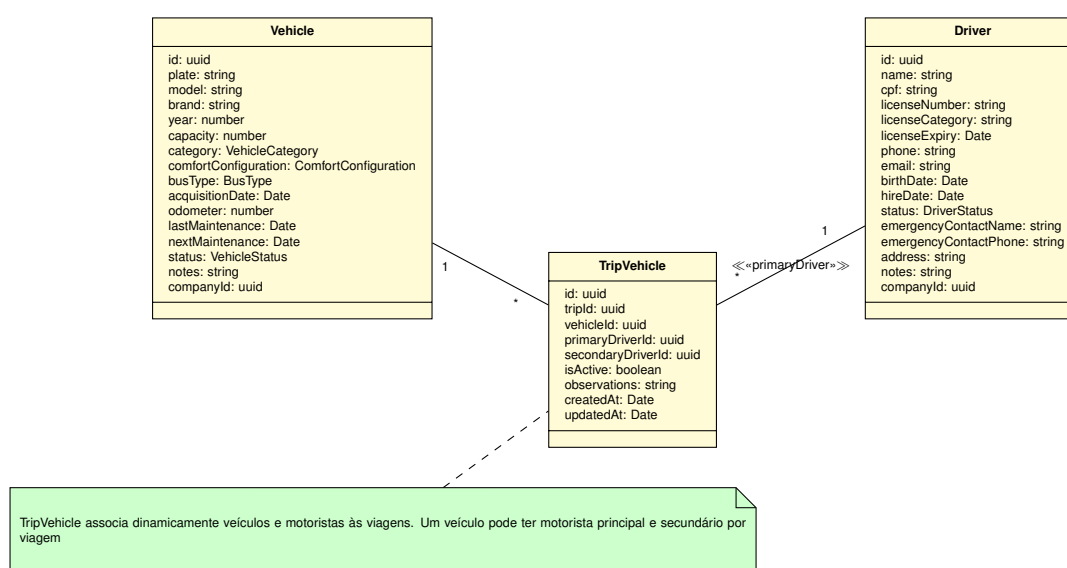 Vehicle
id: uuid
plate: string
model: string
brand: string
year: number
capacity: number
category: VehicleCategory
comfortConfiguration: ComfortConfiguration
busType: BusType
acquisitionDate: Date
odometer: number
lastMaintenance: Date
nextMaintenance: Date
status: VehicleStatus
notes: string
companyId: uuid
Driver
id: uuid
name: string
cpf: string
licenseNumber: string
licenseCategory: string
licenseExpiry: Date
phone: string
email: string
birthDate: Date
hireDate: Date
status: DriverStatus
emergencyContactName: string
emergencyContactPhone: string
address: string
notes: string
companyId: uuid
1
*
1
≪«primaryDriver»≫
*
TripVehicle
id: uuid
tripId: uuid
vehicleId: uuid
primaryDriverId: uuid
secondaryDriverId: uuid
isActive: boolean
observations: string
createdAt: Date
updatedAt: Date
TripVehicle associa dinamicamente veículos e motoristas às viagens. Um veículo pode ter motorista principal e secundário por
viagem